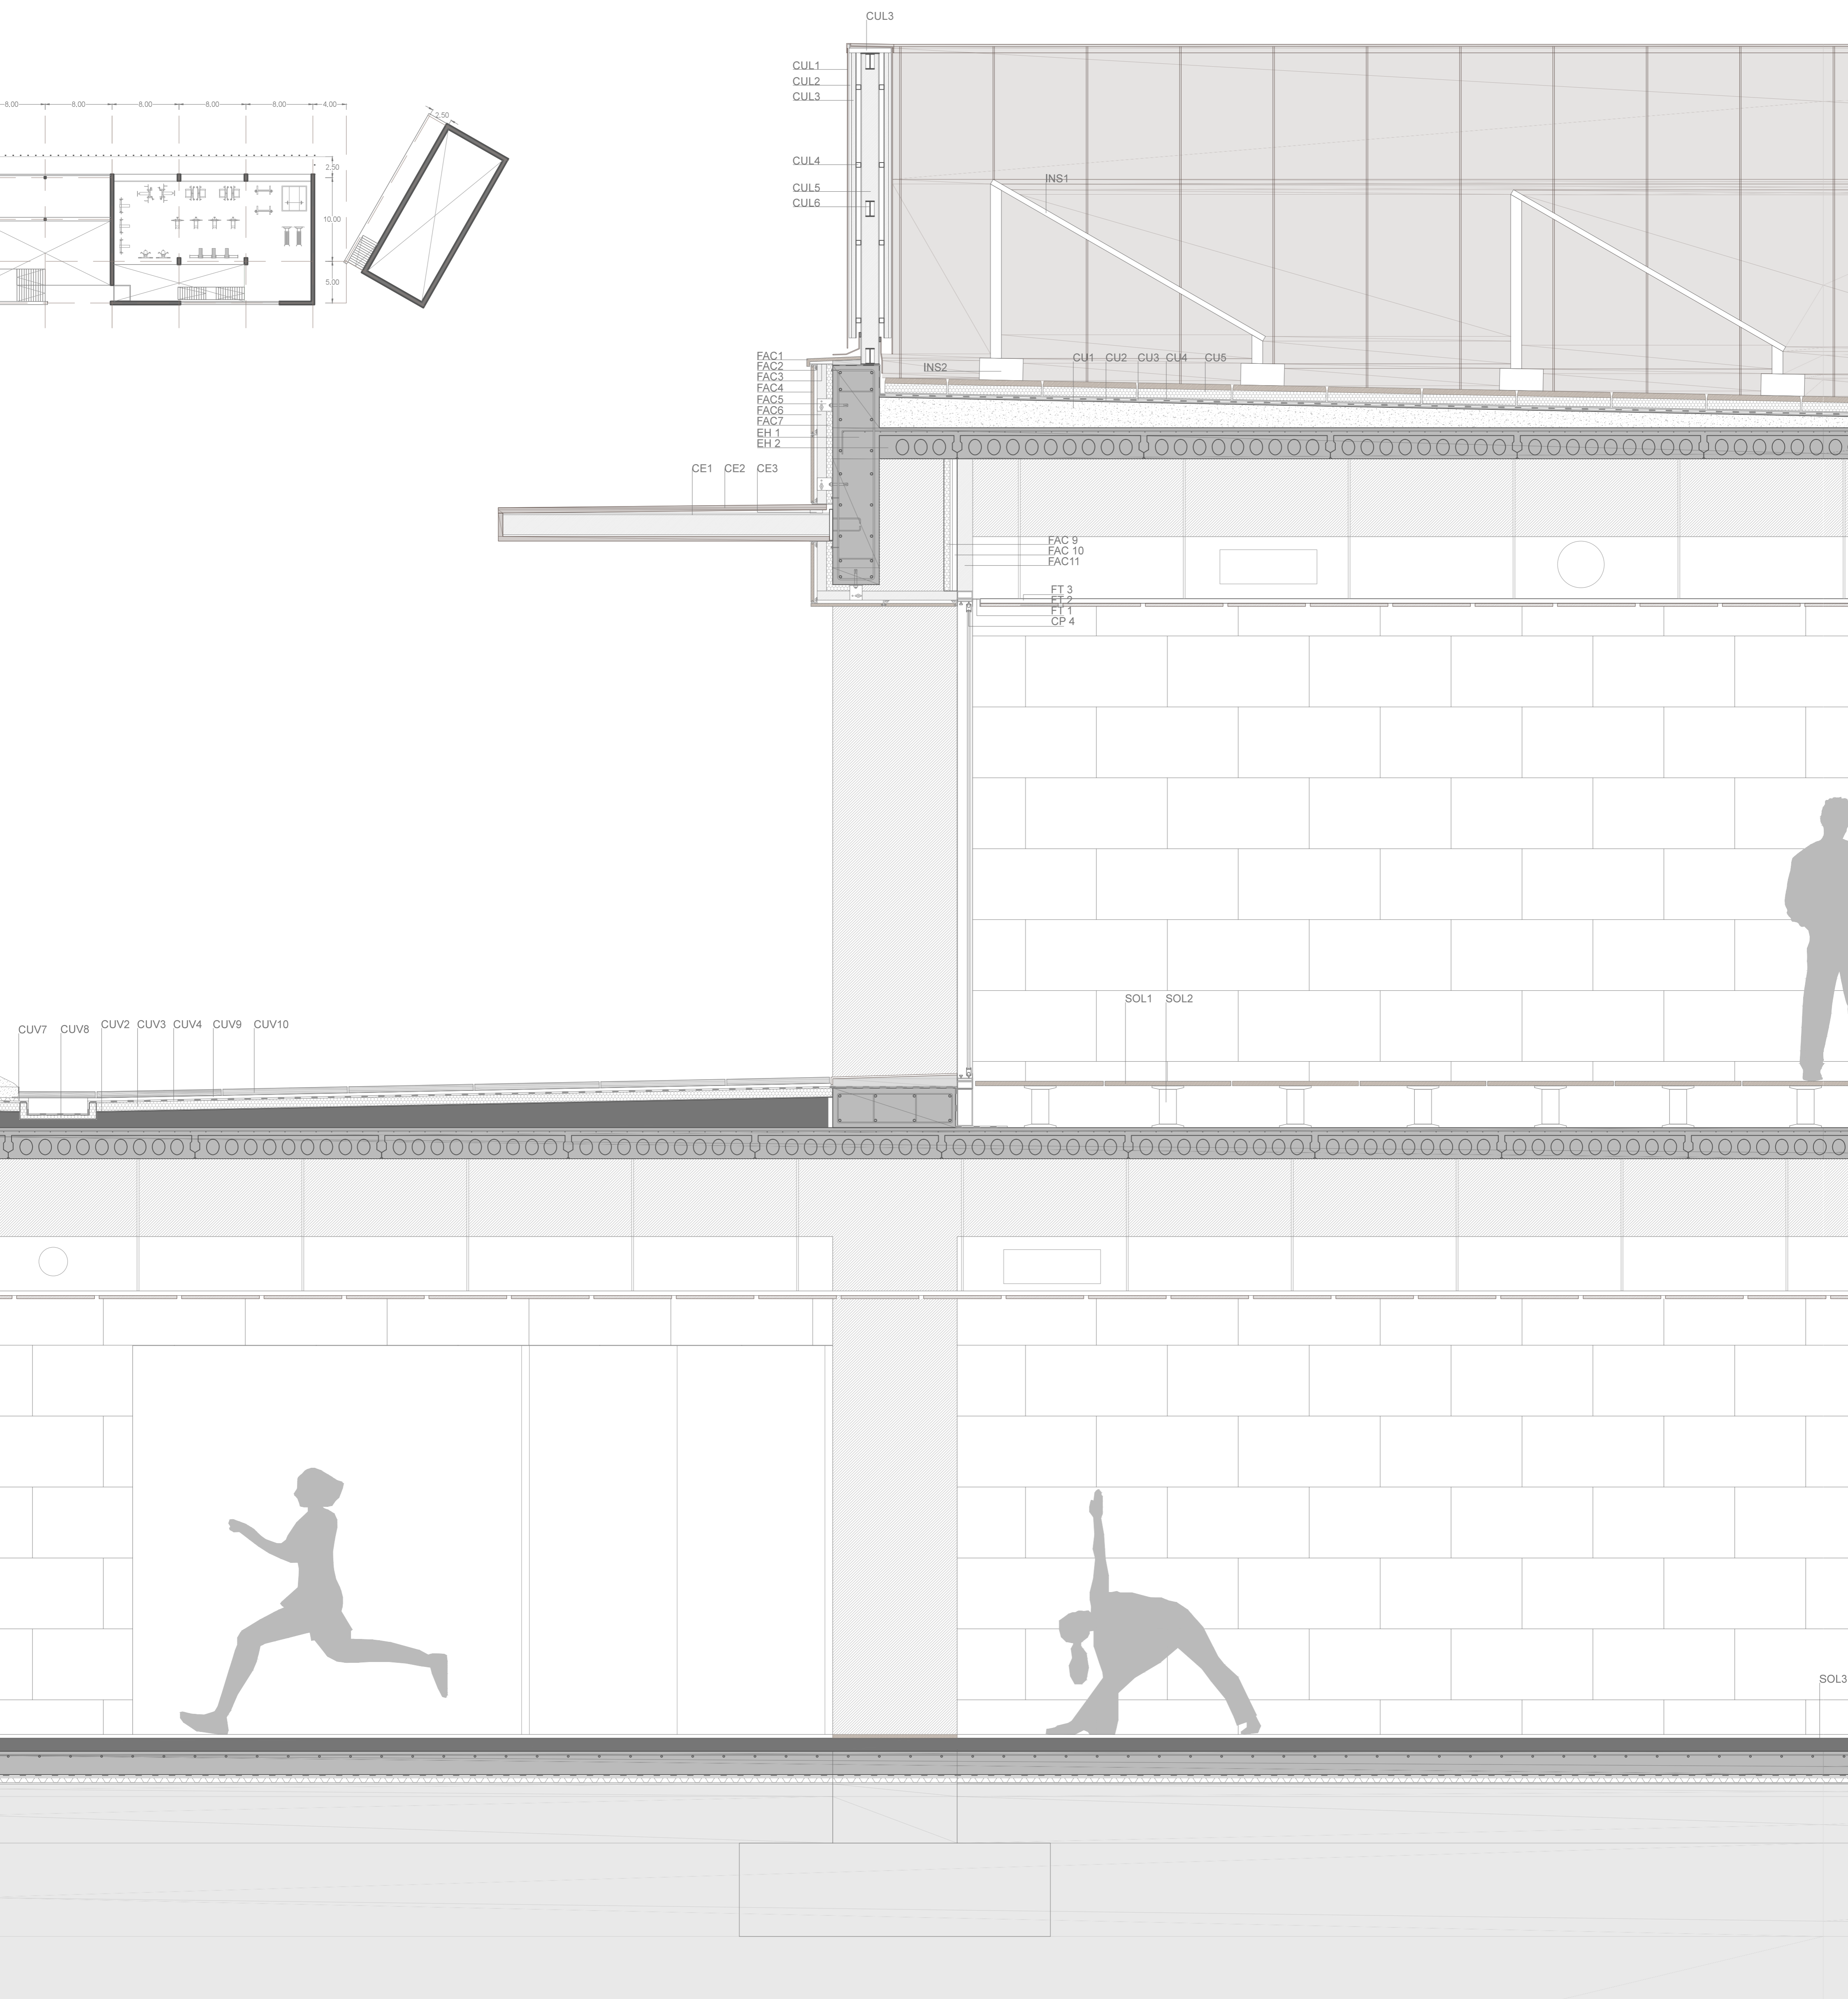 CUL3
CUL1
CUL2
CUL3
8.00 8.00 8.00 8.00 8.00 4.00
2.50
CUL4
2.50
INS1
CUL5
CUL6
10.00
5.00
FAC1
FAC2
FAC3
FAC4
FAC5
FAC6
FAC7
EH 1
EH 2
INS2
CU1 CU2 CU3 CU4 CU5
CE1 CE2 CE3
FAC 9
FAC 10
FAC11
FT 3
FT 2
FT 1
CP 4
SOL1 SOL2
CUV7 CUV8 CUV2 CUV3 CUV4 CUV9 CUV10
SOL3